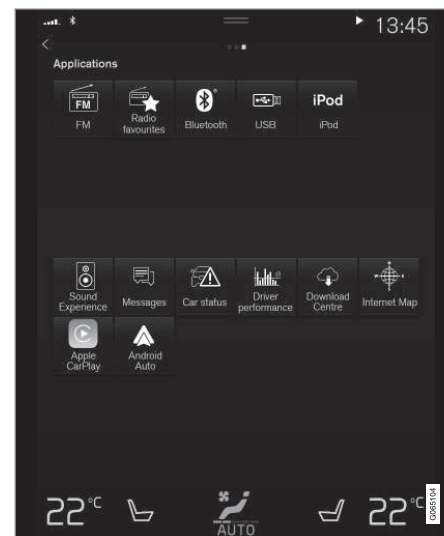 13:45
Applications
FM
iPod
FM
Radio
favourites
Bluetooth
USB
iPod
Sound
Experience
Messages
Car status
Driver
performance
Download
Centre
Internet Map
Apple
CarPlay
Android
Auto
22°C
AUTO
22°C
G065104